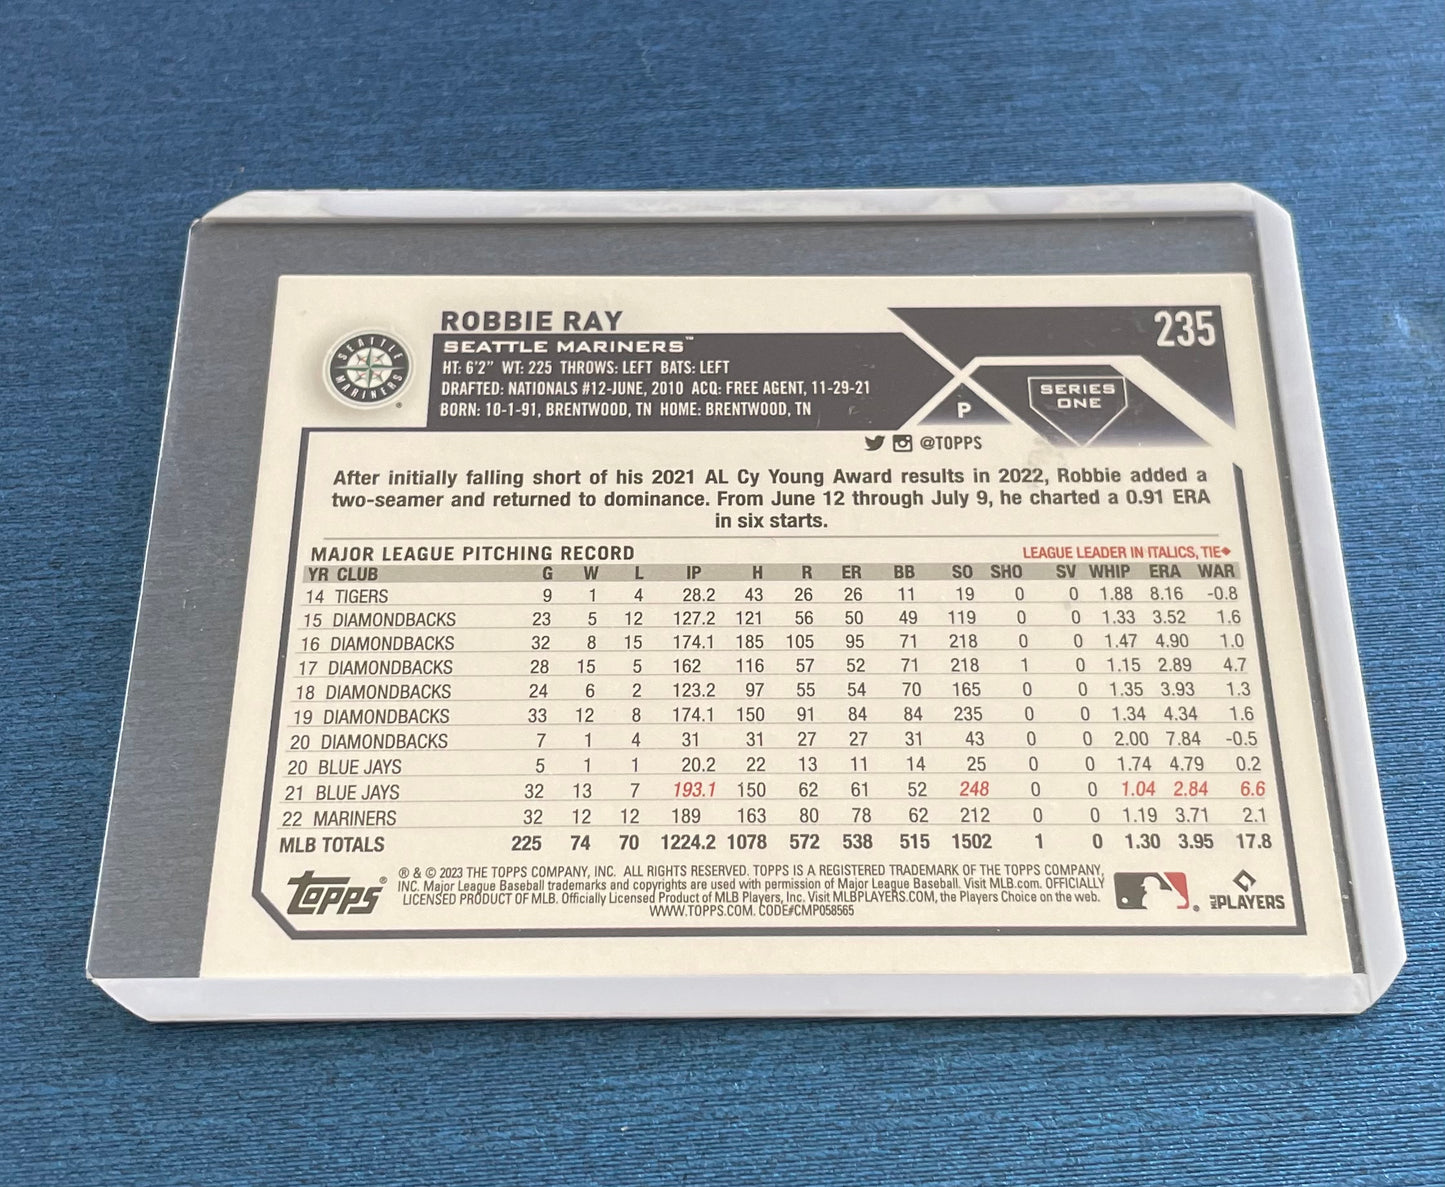 ROBBIE RAY
235
SEATTLE MARINERS™
SEATTLE MARINERS ®
HT: 6'2" WT: 225 THROWS: LEFT BATS: LEFT
DRAFTED: NATIONALS #12-JUNE, 2010 ACQ: FREE AGENT, 11-29-21
BORN: 10-1-91, BRENTWOOD, TN HOME: BRENTWOOD, TN
P
SERIES
ONE
@TOPPS
After initially falling short of his 2021 AL Cy Young Award results in 2022, Robbie added a
two-seamer and returned to dominance. From June 12 through July 9, he charted a 0.91 ERA
in six starts.
MAJOR LEAGUE PITCHING RECORD LEAGUE LEADER IN ITALICS, TIE◆
YR CLUB G W L IP H R ER BB SO SHO SV WHIP ERA WAR
14 TIGERS 9 1 4 28.2 43 26 26 11 19 0 0 1.88 8.16 -0.8
15 DIAMONDBACKS 23 5 12 127.2 121 56 50 49 119 0 0 1.33 3.52 1.6
16 DIAMONDBACKS 32 8 15 174.1 185 105 95 71 218 0 0 1.47 4.90 1.0
17 DIAMONDBACKS 28 15 5 162 116 57 52 71 218 1 0 1.15 2.89 4.7
18 DIAMONDBACKS 24 6 2 123.2 97 55 54 70 165 0 0 1.35 3.93 1.3
19 DIAMONDBACKS 33 12 8 174.1 150 91 84 84 235 0 0 1.34 4.34 1.6
20 DIAMONDBACKS 7 1 4 31 31 27 27 31 43 0 0 2.00 7.84 -0.5
20 BLUE JAYS 5 1 1 20.2 22 13 11 14 25 0 0 1.74 4.79 0.2
21 BLUE JAYS 32 13 7 193.1 150 62 61 52 248 0 0 1.04 2.84 6.6
22 MARINERS 32 12 12 189 163 80 78 62 212 0 0 1.19 3.71 2.1
MLB TOTALS 225 74 70 1224.2 1078 572 538 515 1502 1 0 1.30 3.95 17.8
topps®
® & © 2023 THE TOPPS COMPANY, INC. ALL RIGHTS RESERVED. TOPPS IS A REGISTERED TRADEMARK OF THE TOPPS COMPANY,
INC. Major League Baseball trademarks and copyrights are used with permission of Major League Baseball. Visit MLB.com. OFFICIALLY
LICENSED PRODUCT OF MLB. Officially Licensed Product of MLB Players, Inc. Visit MLBPLAYERS.COM, the Players Choice on the web.
WWW.TOPPS.COM. CODE#CMP058565
®
MLB PLAYERS